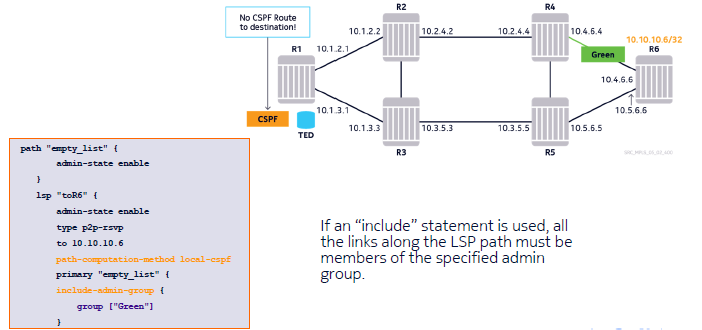 No CSPF Route
to destination!
R2
R4
R1
10.1.2.1
10.1.2.2
10.2.4.2
10.2.4.4
10.4.6.4
Green
10.10.10.6/32
R6
10.4.6.6
CSPF
TED
10.1.3.1
10.1.3.3
10.3.5.3
10.3.5.5
10.5.6.5
10.5.6.6
R3
R5
path "empty_list" {
admin-state enable
}
lsp "toR6" {
admin-state enable
type p2p-rsvp
to 10.10.10.6
path-computation-method local-cspf
primary "empty_list" {
include-admin-group {
group ["Green"]
}
If an “include” statement is used, all
the links along the LSP path must be
members of the specified admin
group.